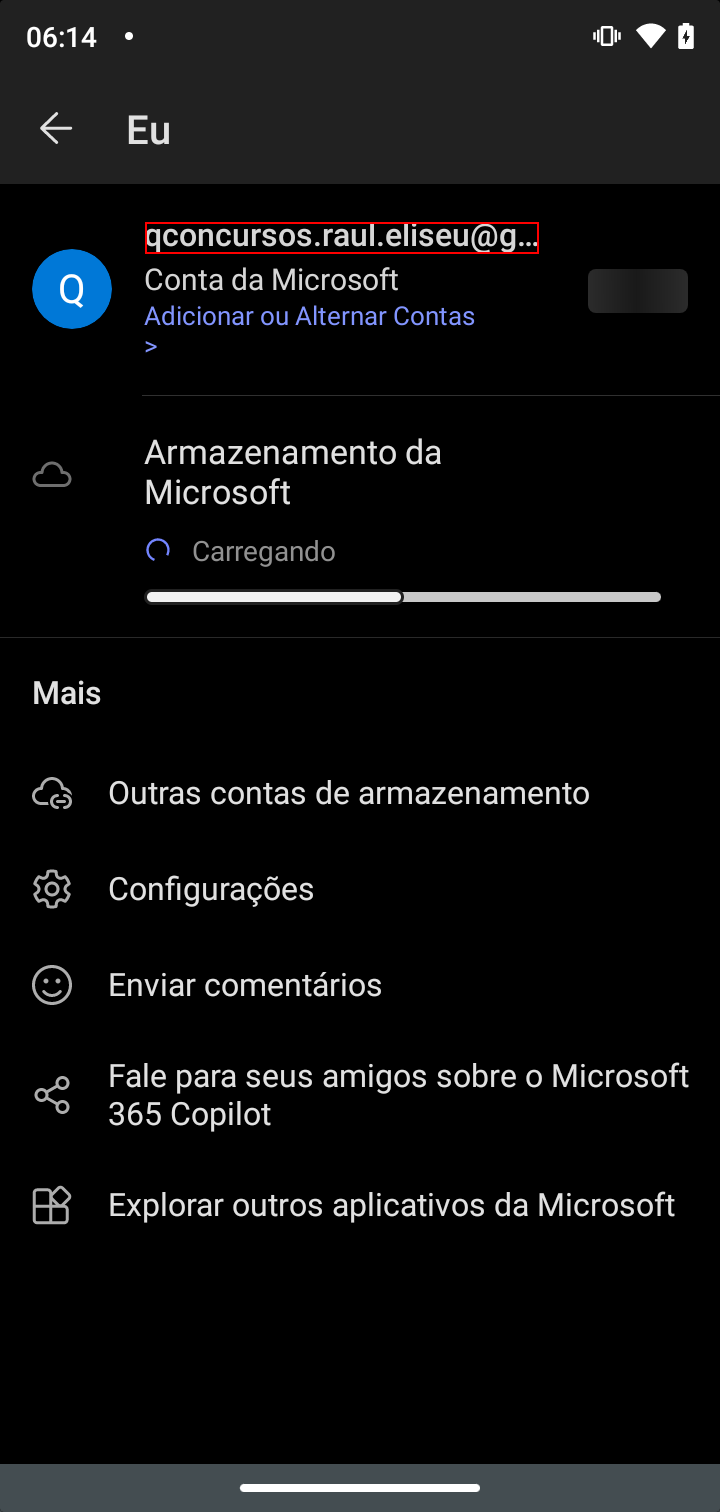 06:14
Eu
Q
qconcursos.raul.eliseu@g...
Conta da Microsoft
Adicionar ou Alternar Contas
>
Armazenamento da
Microsoft
Carregando
Mais
Outras contas de armazenamento
Configurações
Enviar comentários
Fale para seus amigos sobre o Microsoft
365 Copilot
Explorar outros aplicativos da Microsoft